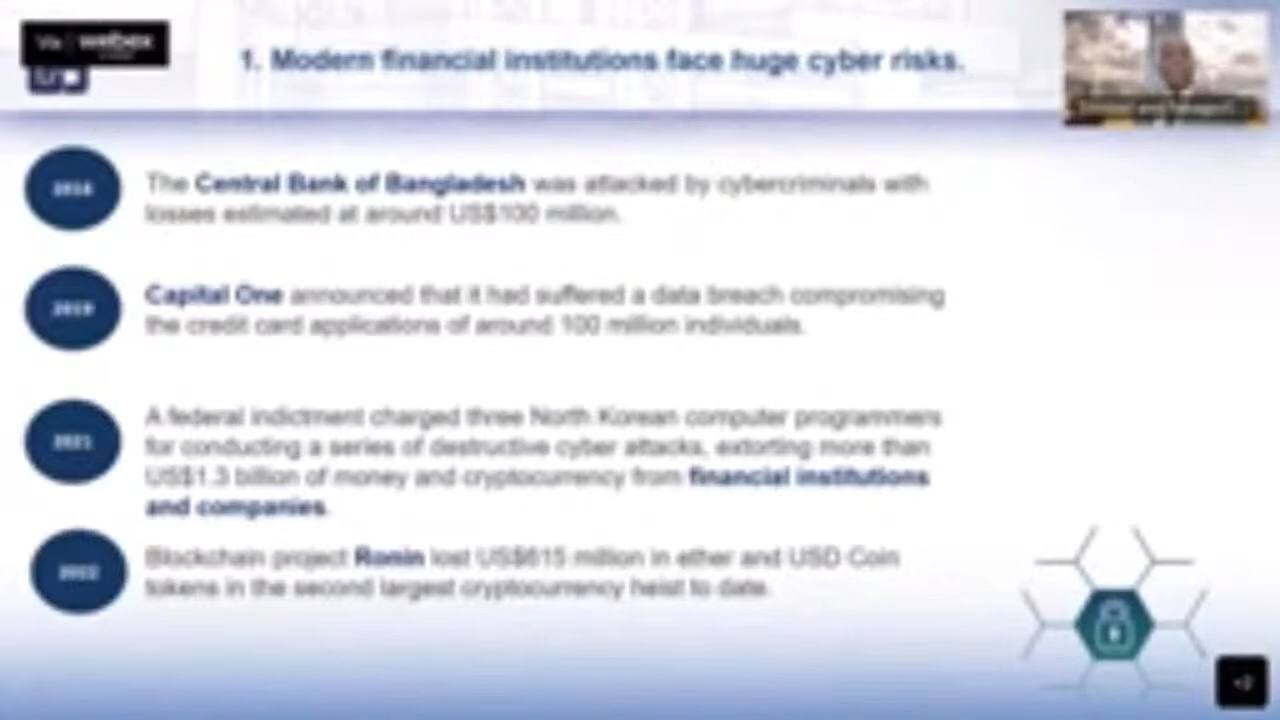 webex
1. Modern financial institutions face huge cyber risks.
The Central Bank of Bangladesh was attacked by cybercriminals with
losses estimated at around US$100 million.
2019
Capital One announced that it had suffered a data breach compromising
the credit card applications of around 100 million individuals.
2021
A federal indictment charged three North Korean computer programmers
for conducting a series of destructive cyber attacks, extorting more than
US$1.3 billion of money and cryptocurrency from financial institutions
and companies.
2022
Blockchain project Ronin lost US$615 million in ether and USD Coin
tokens in the second largest cryptocurrency heist to date.